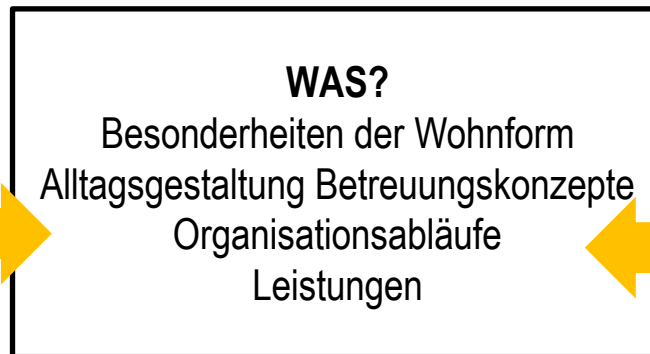 WAS?
Besonderheiten der Wohnform
Alltagsgestaltung Betreuungskonzepte
Organisationsabläufe
Leistungen